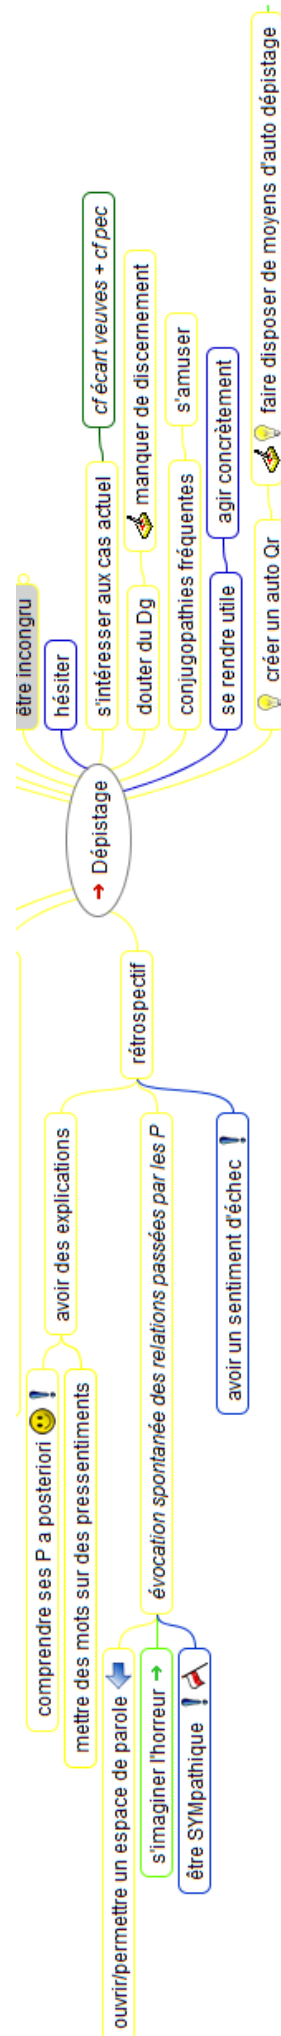 être incongru
hésiter
s'intéresser aux cas actuel
cf écart veuves + cf pec
douter du Dg
manquer de discernement
conjugopathies fréquentes
s'amuser
se rendre utile
agir concrètement
créer un auto Qr
faire disposer de moyens d'auto dépistage
Dépistage
rétrospectif
avoir des explications
comprendre ses P a posteriori
mettre des mots sur des pressentiments
évocation spontanée des relations passées par les P
ouvrir/permettre un espace de parole
s'imaginer l'horreur
être SYMpathique
avoir un sentiment d'échec